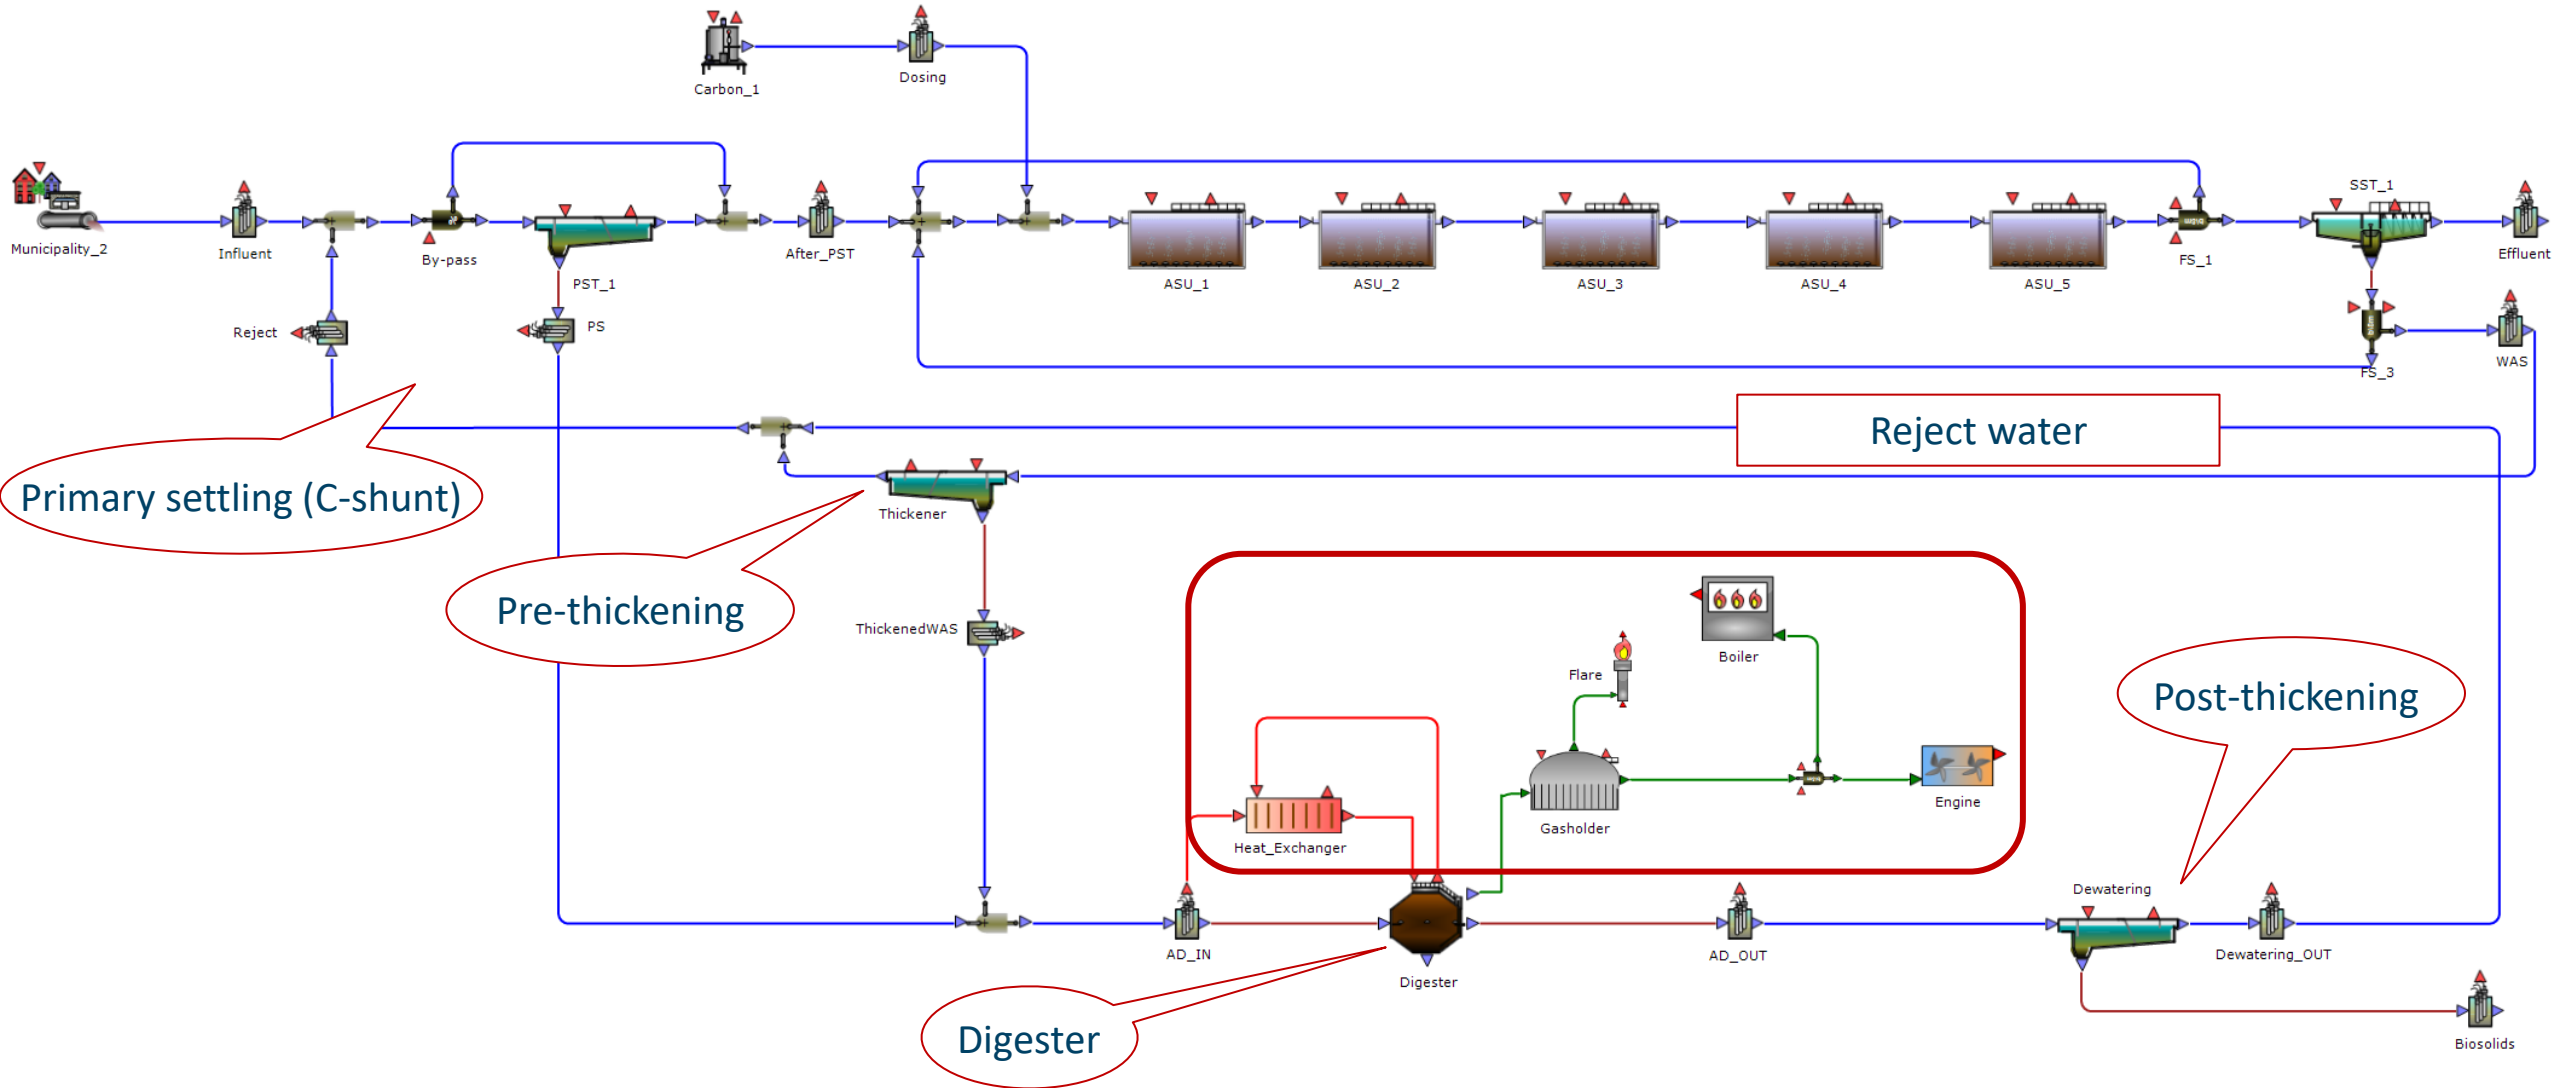 Carbon_1
Dosing
Municipality_2
Influent
By-pass
PST_1
After_PST
ASU_1
ASU_2
ASU_3
ASU_4
ASU_5
FS_1
SST_1
Effluent
Reject
PS
FS_3
WAS
Reject water
Primary settling (C-shunt)
Thickener
Pre-thickening
ThickenedWAS
Boiler
Flare
Post-thickening
Engine
Gasholder
Heat_Exchanger
Dewatering
AD_IN
Digester
AD_OUT
Dewatering_OUT
Digester
Biosolids